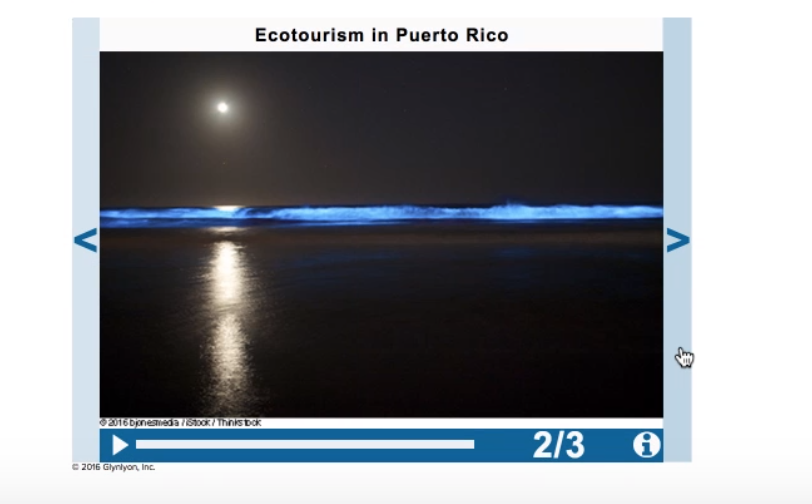 Ecotourism in Puerto Rico
<
>
© 2016 bjonesmedia / iStock / Thinkstock
2/3
i
© 2016 Glynlyon, Inc.